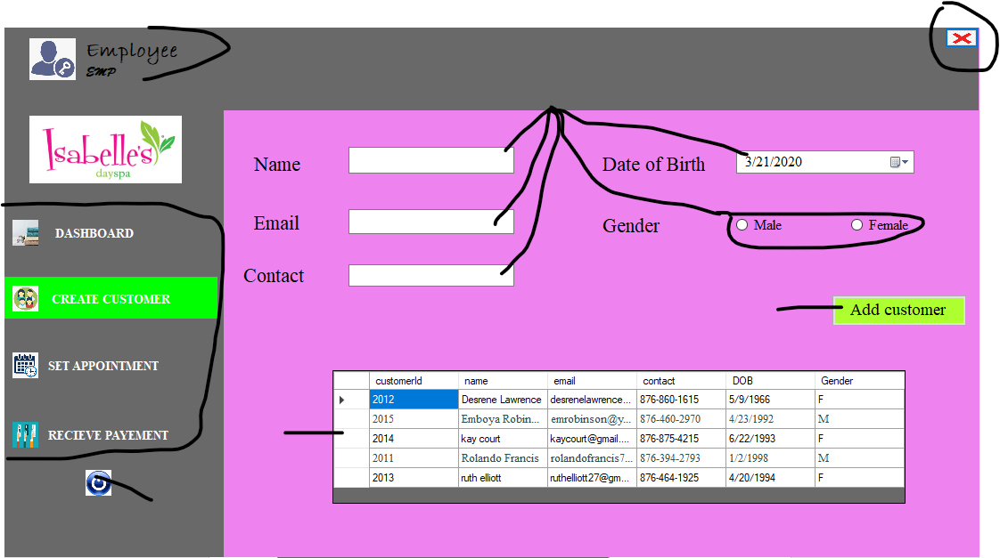 Employee
EMP
Isabelle's
dayspa
DASHBOARD
CREATE CUSTOMER
SET APPOINTMENT
RECIEVE PAYEMENT
Name
Date of Birth 3/21/2020
Email
Gender Male Female
Contact
Add customer
customerId name email contact DOB Gender
2012 Desrene Lawrence desrenelawrence... 876-860-1615 5/9/1966 F
2015 Emboya Robin... emrobinson@y... 876-460-2970 4/23/1992 M
2014 kay court kaycourt@gmail.... 876-875-4215 6/22/1993 F
2011 Rolando Francis rolandofrancis7... 876-394-2793 1/2/1998 M
2013 ruth elliott ruthelliott27@gm... 876-464-1925 4/20/1994 F